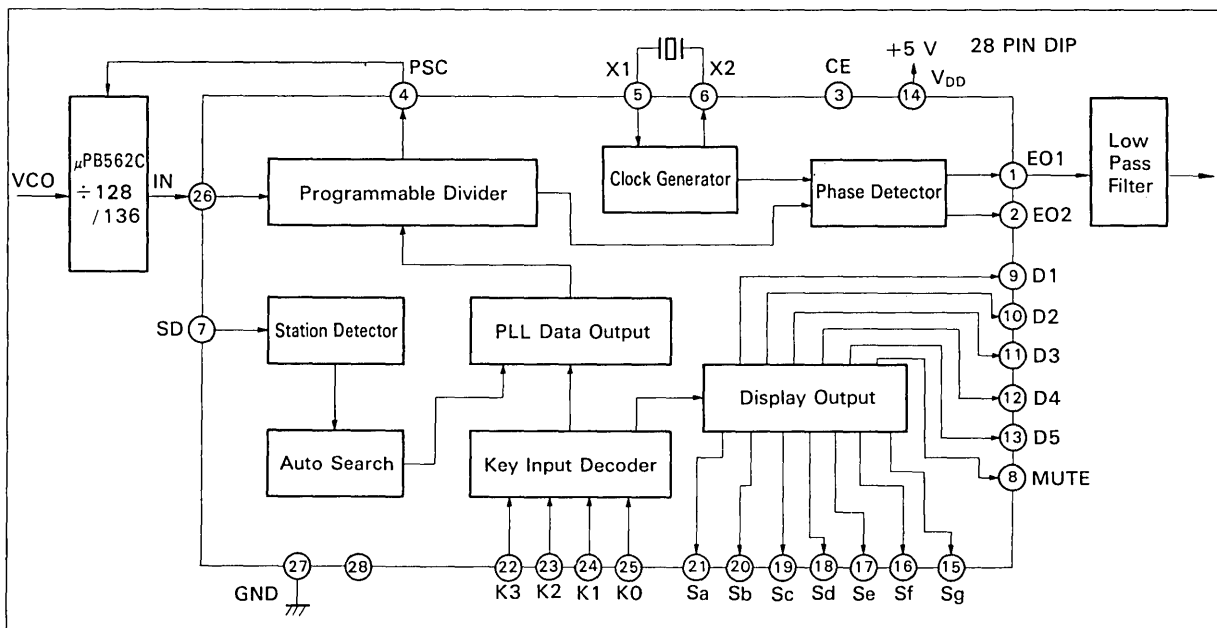 +5 V 28 PIN DIP
PSC X1 X2 CE VDD
4 5 6 3 14
μPB562C
÷128
/136
VCO IN
26
Programmable Divider
Clock Generator
Phase Detector
EO1
1
2
EO2
Low
Pass
Filter
SD
7
Station Detector
PLL Data Output
Display Output
9 D1
10 D2
11 D3
12 D4
13 D5
8 MUTE
Auto Search
Key Input Decoder
27 28 22 23 24 25 21 20 19 18 17 16 15
GND K3 K2 K1 K0 Sa Sb Sc Sd Se Sf Sg